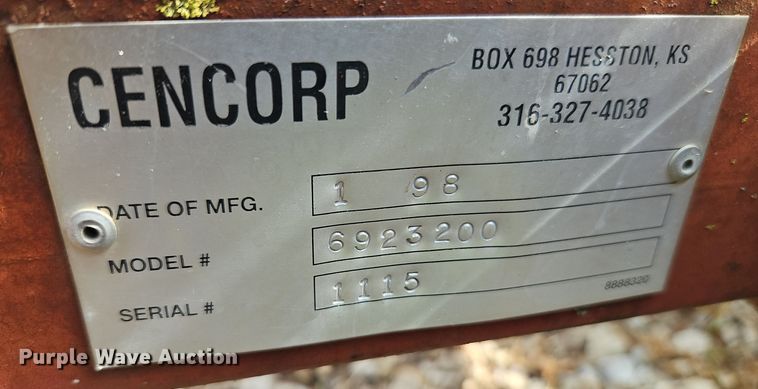 CENCORP
BOX 698 HESSTON, KS
67062
316-327-4038
DATE OF MFG. 1 98
MODEL # 6923200
SERIAL # 1115
8888320
Purple Wave Auction